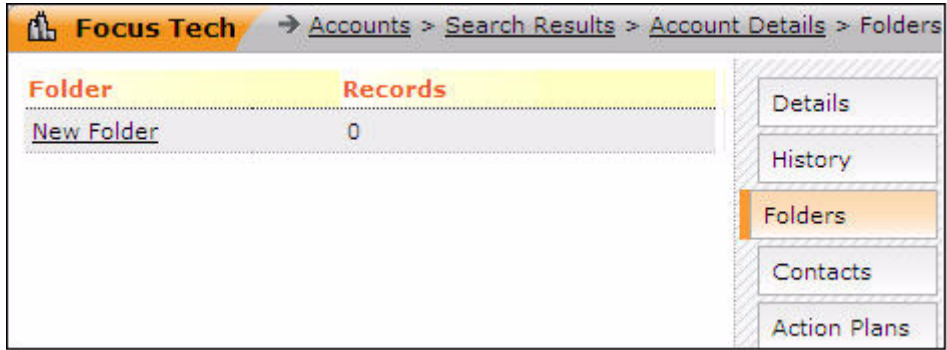 Focus Tech → Accounts > Search Results > Account Details > Folders
Folder Records
New Folder 0
Details
History
Folders
Contacts
Action Plans